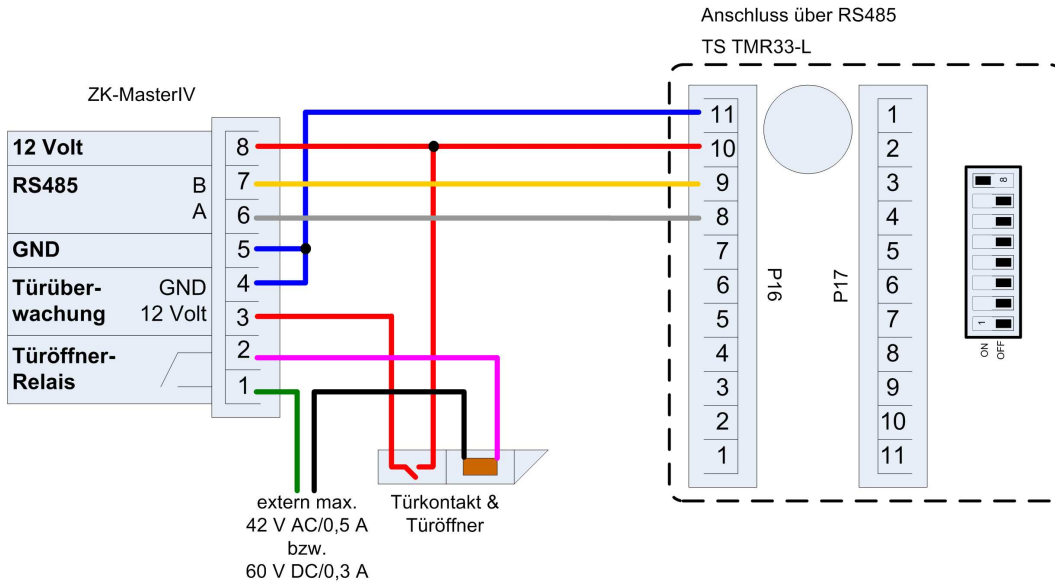 Anschluss über RS485
TS TMR33-L
ZK-MasterIV
12 Volt 8
RS485 B 7
A 6
GND 5
Türüber- GND 4
wachung 12 Volt 3
Türöffner- 2
Relais 1
11
10
9
8
7
6
5
4
3
2
1
P16
P17
1
2
3
4
5
6
7
8
9
10
11
8
1
ON
OFF
extern max.
42 V AC/0,5 A
bzw.
60 V DC/0,3 A
Türkontakt &
Türöffner